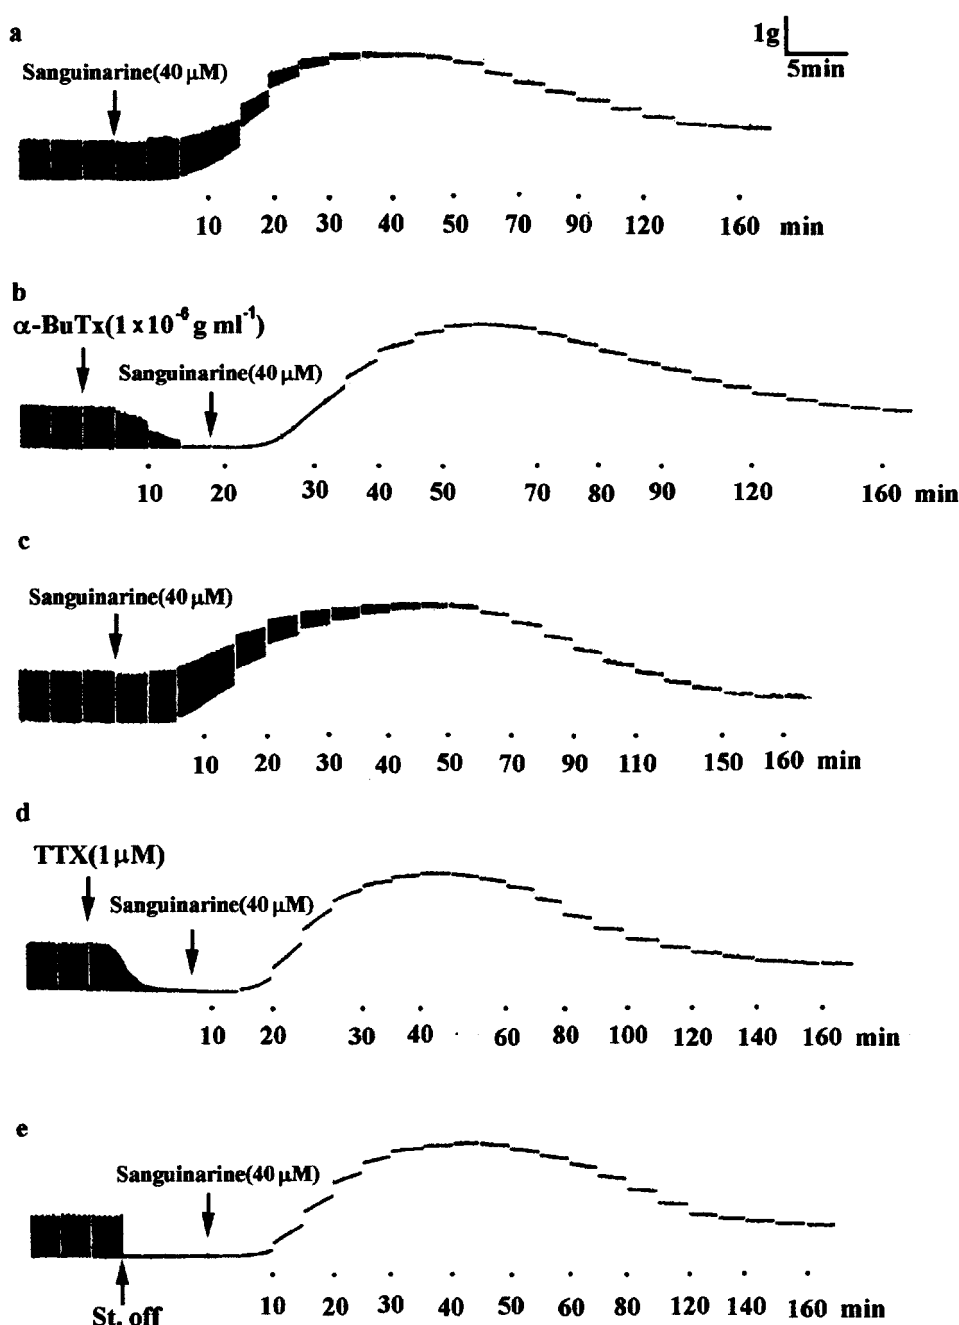 a
1g
5min
Sanguinarine(40 μM)
10 20 30 40 50 70 90 120 160 min
b
α-BuTx(1 x 10⁻⁶ g ml⁻¹)
Sanguinarine(40 μM)
10 20 30 40 50 70 80 90 120 160 min
c
Sanguinarine(40 μM)
10 20 30 40 50 70 90 110 150 160 min
d
TTX(1 μM)
Sanguinarine(40 μM)
10 20 30 40 60 80 100 120 140 160 min
e
Sanguinarine(40 μM)
10 20 30 40 50 60 80 120 140 160 min
St. off